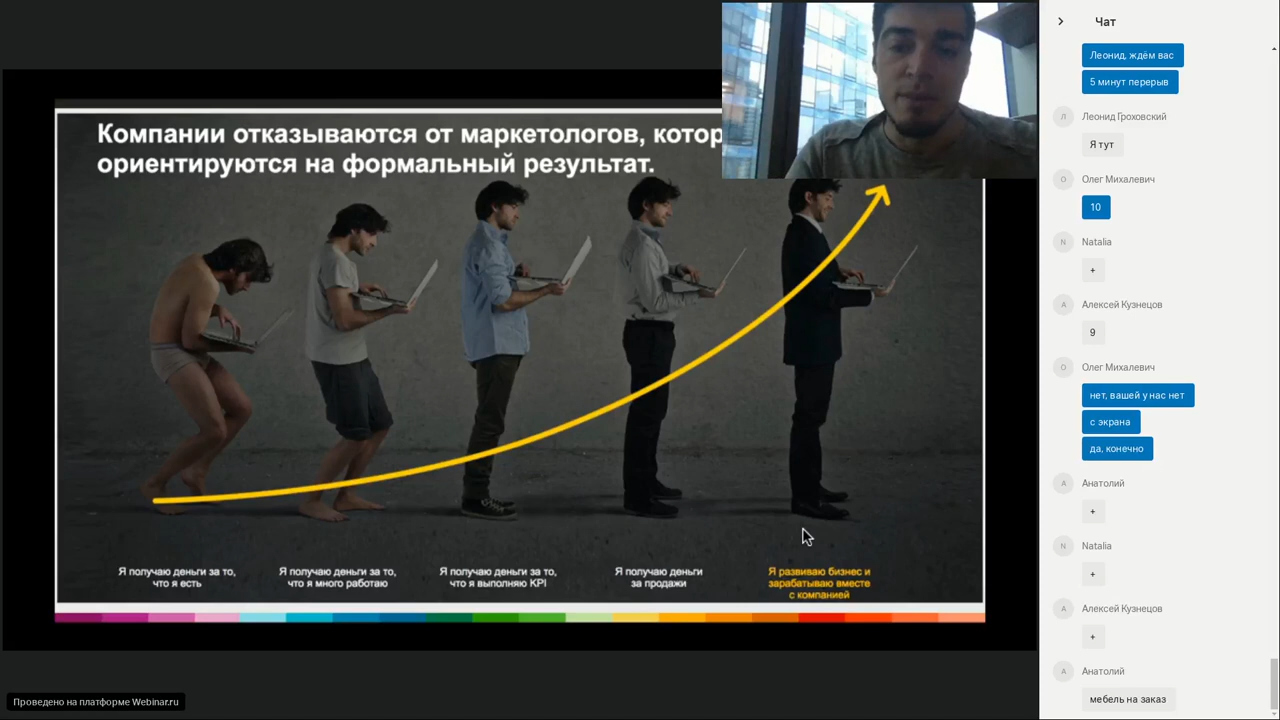 Компании отказываются от маркетологов,
ориентируются на формальный результат.
Я получаю деньги за то,
что я есть
Я получаю деньги за то,
что я много работаю
Я получаю деньги за то,
что я выполняю KPI
Я получаю деньги
за продажи
Я развиваю бизнес и
зарабатываю вместе
с компанией
Проведено на платформе Webinar.ru
Чат
Леонид, ждём вас
5 минут перерыв
Л
Леонид Гроховский
Я тут
О
Олег Михалевич
10
N
Natalia
+
А
Алексей Кузнецов
9
О
Олег Михалевич
нет, вашей у нас нет
с экрана
да, конечно
А
Анатолий
+
N
Natalia
+
А
Алексей Кузнецов
+
А
Анатолий
мебель на заказ